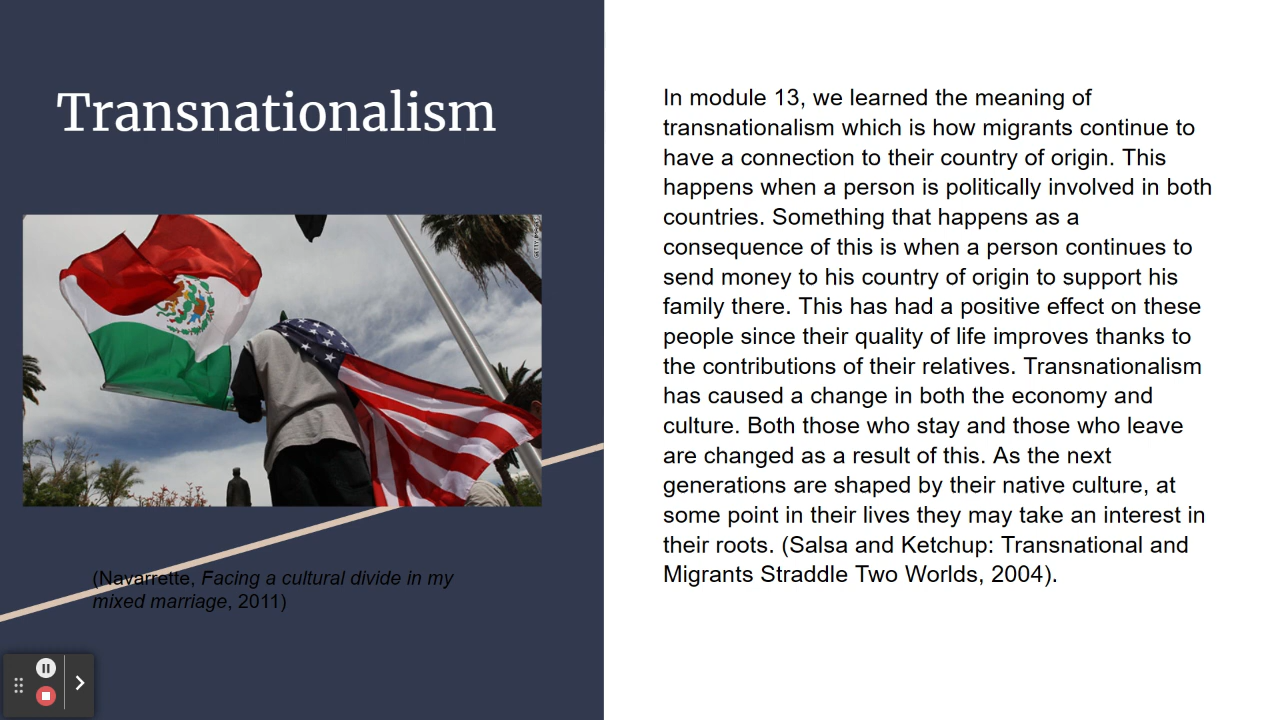 Transnationalism
(Navarrette, Facing a cultural divide in my
mixed marriage, 2011)
In module 13, we learned the meaning of
transnationalism which is how migrants continue to
have a connection to their country of origin. This
happens when a person is politically involved in both
countries. Something that happens as a
consequence of this is when a person continues to
send money to his country of origin to support his
family there. This has had a positive effect on these
people since their quality of life improves thanks to
the contributions of their relatives. Transnationalism
has caused a change in both the economy and
culture. Both those who stay and those who leave
are changed as a result of this. As the next
generations are shaped by their native culture, at
some point in their lives they may take an interest in
their roots. (Salsa and Ketchup: Transnational and
Migrants Straddle Two Worlds, 2004).